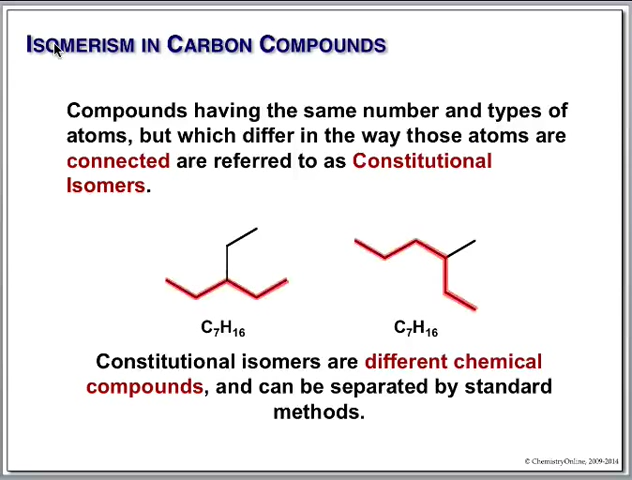 ISOMERISM IN CARBON COMPOUNDS
Compounds having the same number and types of
atoms, but which differ in the way those atoms are
connected are referred to as Constitutional
Isomers.
C₇H₁₆ C₇H₁₆
Constitutional isomers are different chemical
compounds, and can be separated by standard
methods.
© ChemistryOnline, 2009-2014